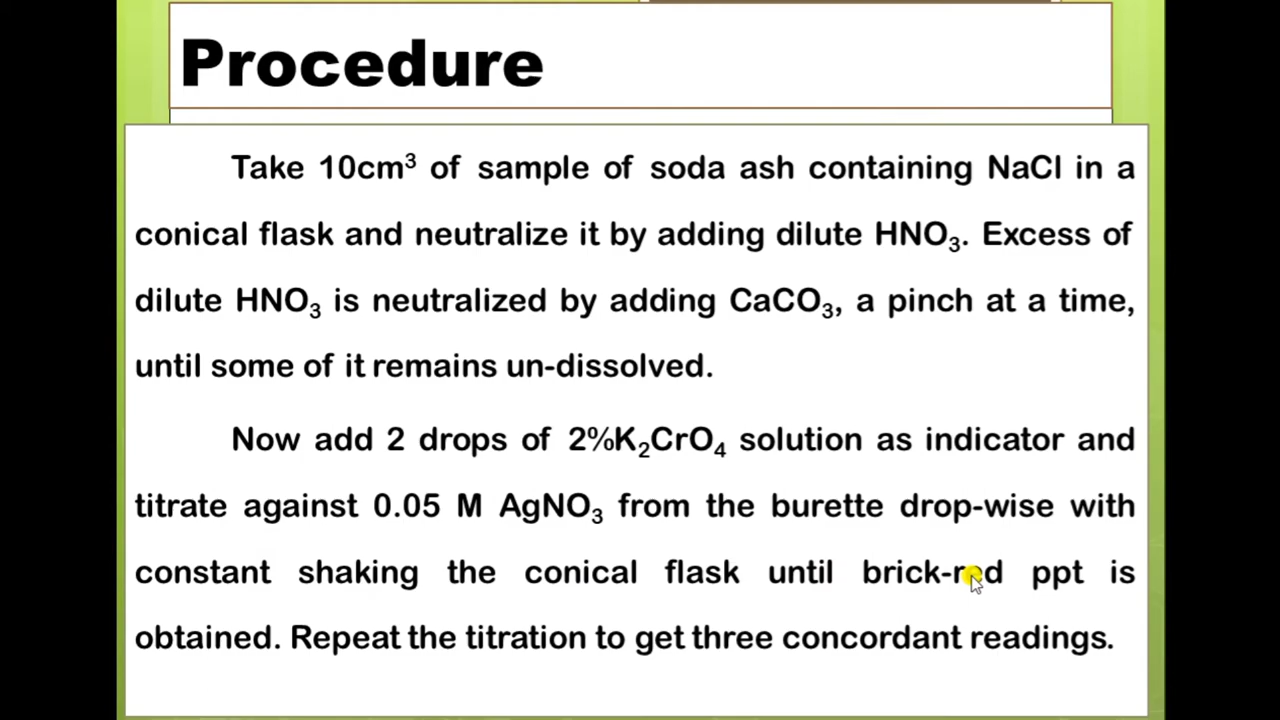 Procedure
Take 10cm³ of sample of soda ash containing NaCl in a
conical flask and neutralize it by adding dilute HNO₃. Excess of
dilute HNO₃ is neutralized by adding CaCO₃, a pinch at a time,
until some of it remains un-dissolved.
Now add 2 drops of 2%K₂CrO₄ solution as indicator and
titrate against 0.05 M AgNO₃ from the burette drop-wise with
constant shaking the conical flask until brick-red ppt is
obtained. Repeat the titration to get three concordant readings.